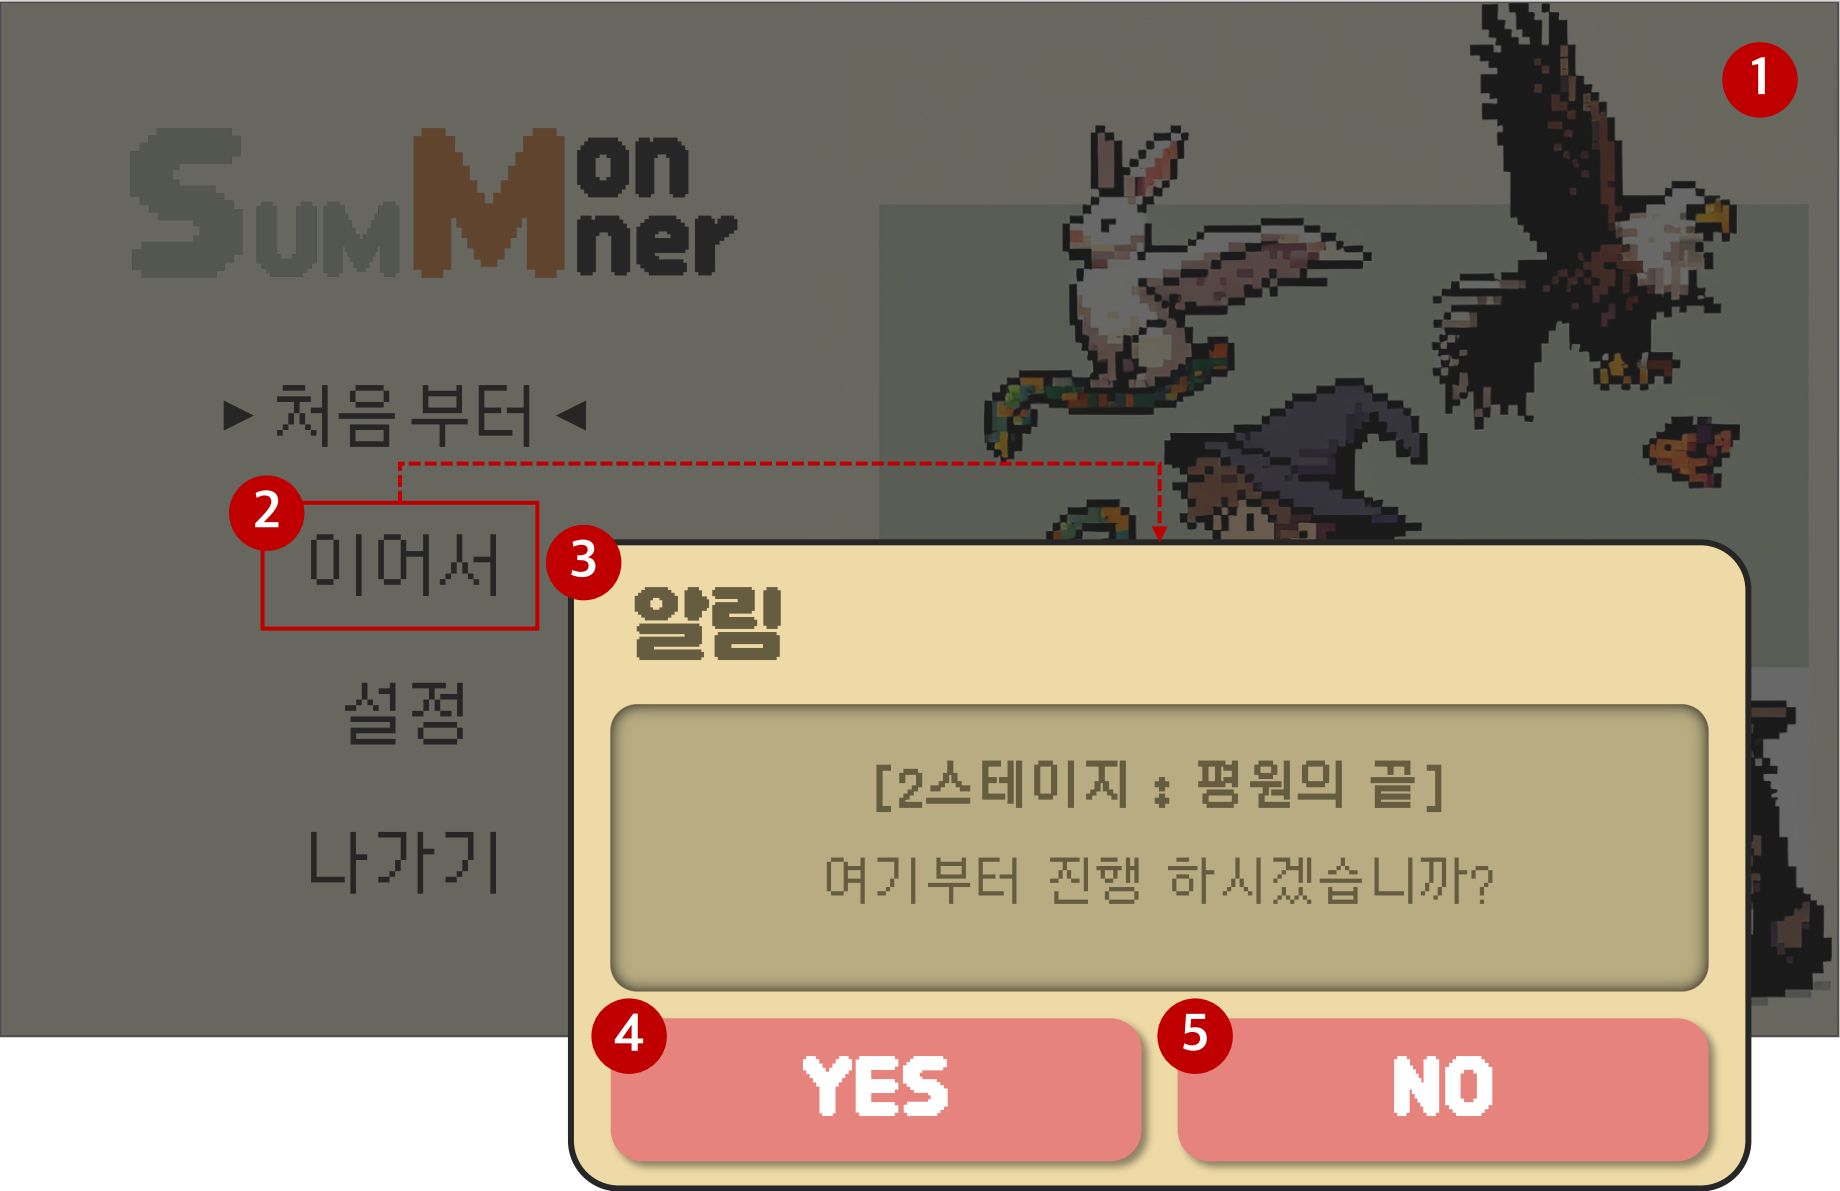 1
SUMMon
ner
▶ 처음부터 ◀
2
이어서
3
설정
나가기
알림
[2스테이지 : 평원의 끝]
여기부터 진행 하시겠습니까?
4
YES
5
NO